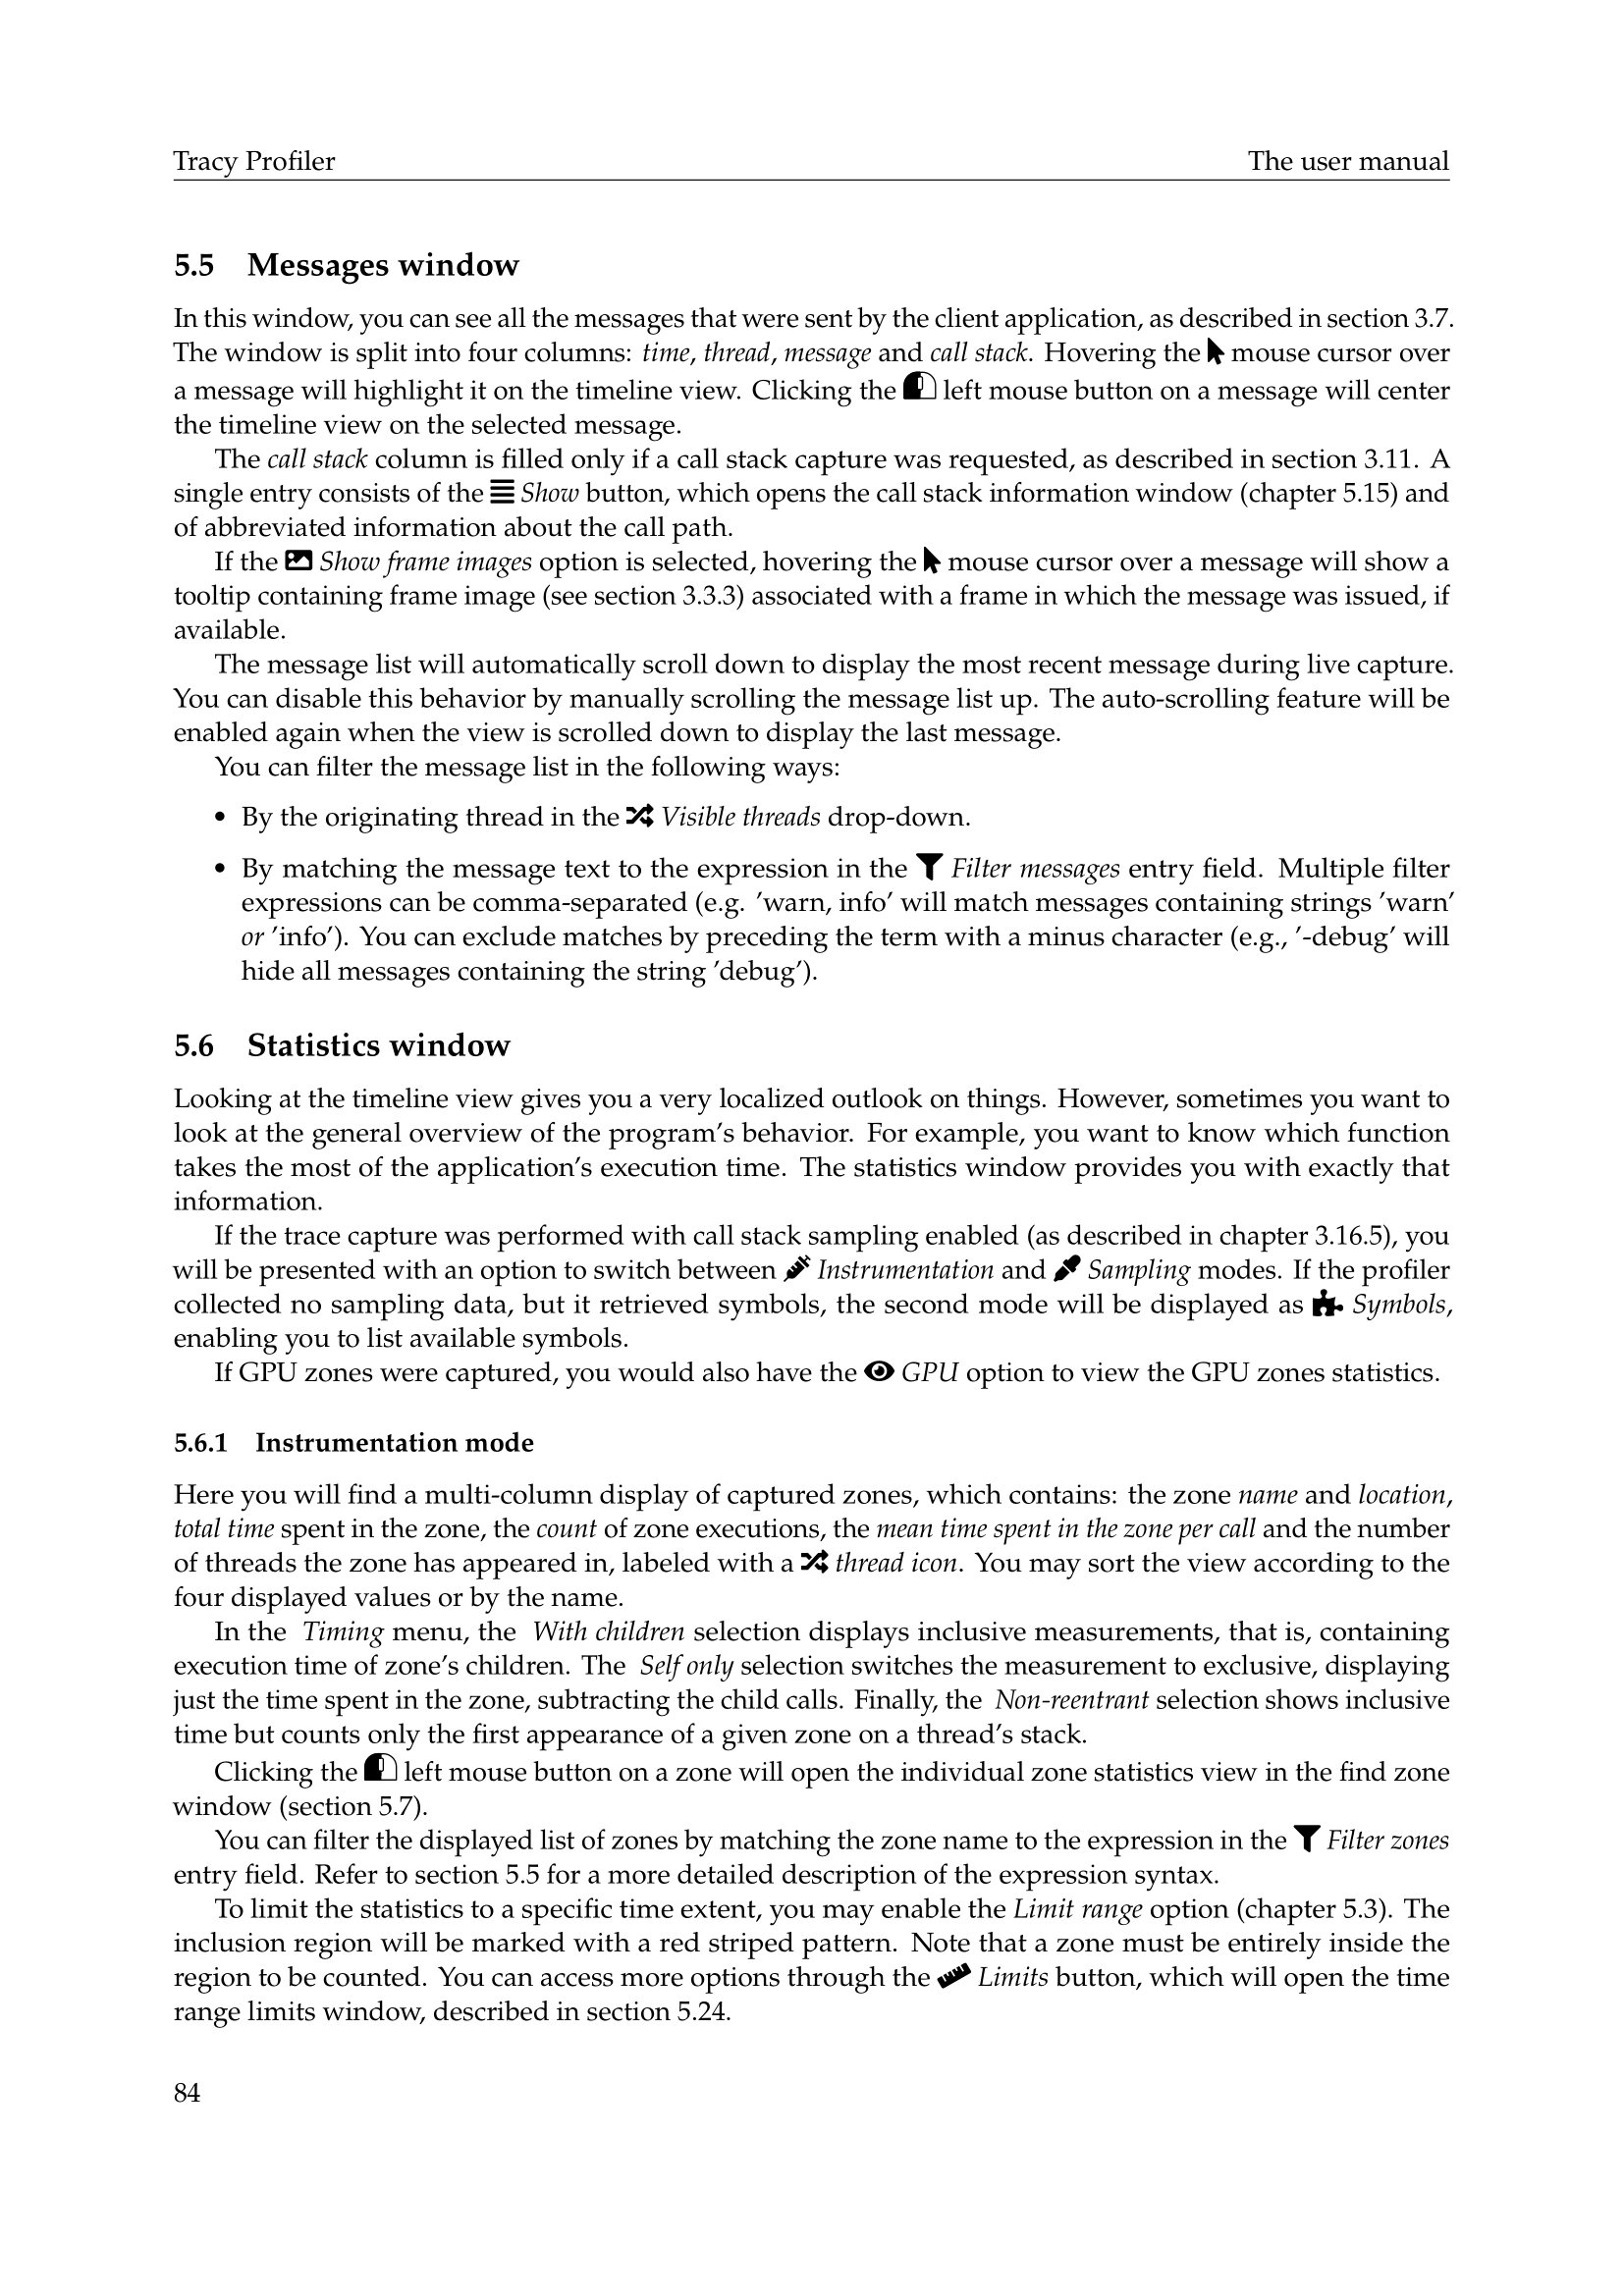 Tracy Profiler The user manual
5.5 Messages window
In this window, you can see all the messages that were sent by the client application, as described in section 3.7.
The window is split into four columns: time, thread, message and call stack. Hovering the mouse cursor over
a message will highlight it on the timeline view. Clicking the left mouse button on a message will center
the timeline view on the selected message.
The call stack column is filled only if a call stack capture was requested, as described in section 3.11. A
single entry consists of the Show button, which opens the call stack information window (chapter 5.15) and
of abbreviated information about the call path.
If the Show frame images option is selected, hovering the mouse cursor over a message will show a
tooltip containing frame image (see section 3.3.3) associated with a frame in which the message was issued, if
available.
The message list will automatically scroll down to display the most recent message during live capture.
You can disable this behavior by manually scrolling the message list up. The auto-scrolling feature will be
enabled again when the view is scrolled down to display the last message.
You can filter the message list in the following ways:
• By the originating thread in the Visible threads drop-down.
• By matching the message text to the expression in the Filter messages entry field. Multiple filter
expressions can be comma-separated (e.g. ’warn, info’ will match messages containing strings ’warn’
or ’info’). You can exclude matches by preceding the term with a minus character (e.g., ’-debug’ will
hide all messages containing the string ’debug’).
5.6 Statistics window
Looking at the timeline view gives you a very localized outlook on things. However, sometimes you want to
look at the general overview of the program’s behavior. For example, you want to know which function
takes the most of the application’s execution time. The statistics window provides you with exactly that
information.
If the trace capture was performed with call stack sampling enabled (as described in chapter 3.16.5), you
will be presented with an option to switch between Instrumentation and Sampling modes. If the profiler
collected no sampling data, but it retrieved symbols, the second mode will be displayed as Symbols,
enabling you to list available symbols.
If GPU zones were captured, you would also have the GPU option to view the GPU zones statistics.
5.6.1 Instrumentation mode
Here you will find a multi-column display of captured zones, which contains: the zone name and location,
total time spent in the zone, the count of zone executions, the mean time spent in the zone per call and the number
of threads the zone has appeared in, labeled with a thread icon. You may sort the view according to the
four displayed values or by the name.
In the Timing menu, the With children selection displays inclusive measurements, that is, containing
execution time of zone’s children. The Self only selection switches the measurement to exclusive, displaying
just the time spent in the zone, subtracting the child calls. Finally, the Non-reentrant selection shows inclusive
time but counts only the first appearance of a given zone on a thread’s stack.
Clicking the left mouse button on a zone will open the individual zone statistics view in the find zone
window (section 5.7).
You can filter the displayed list of zones by matching the zone name to the expression in the Filter zones
entry field. Refer to section 5.5 for a more detailed description of the expression syntax.
To limit the statistics to a specific time extent, you may enable the Limit range option (chapter 5.3). The
inclusion region will be marked with a red striped pattern. Note that a zone must be entirely inside the
region to be counted. You can access more options through the Limits button, which will open the time
range limits window, described in section 5.24.
84